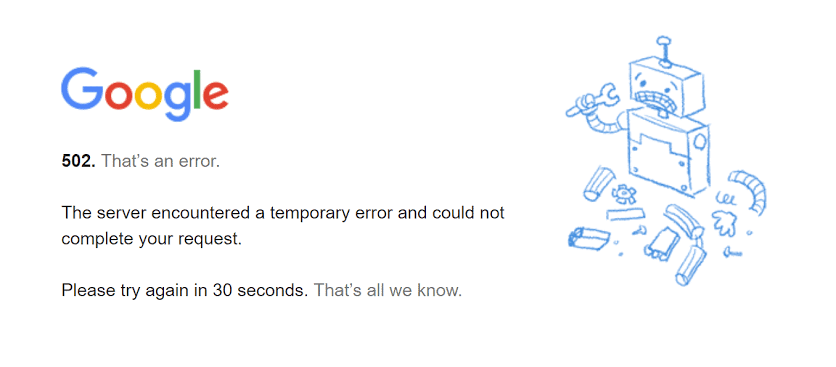 Google
502. That's an error.
The server encountered a temporary error and could not
complete your request.
Please try again in 30 seconds. That's all we know.